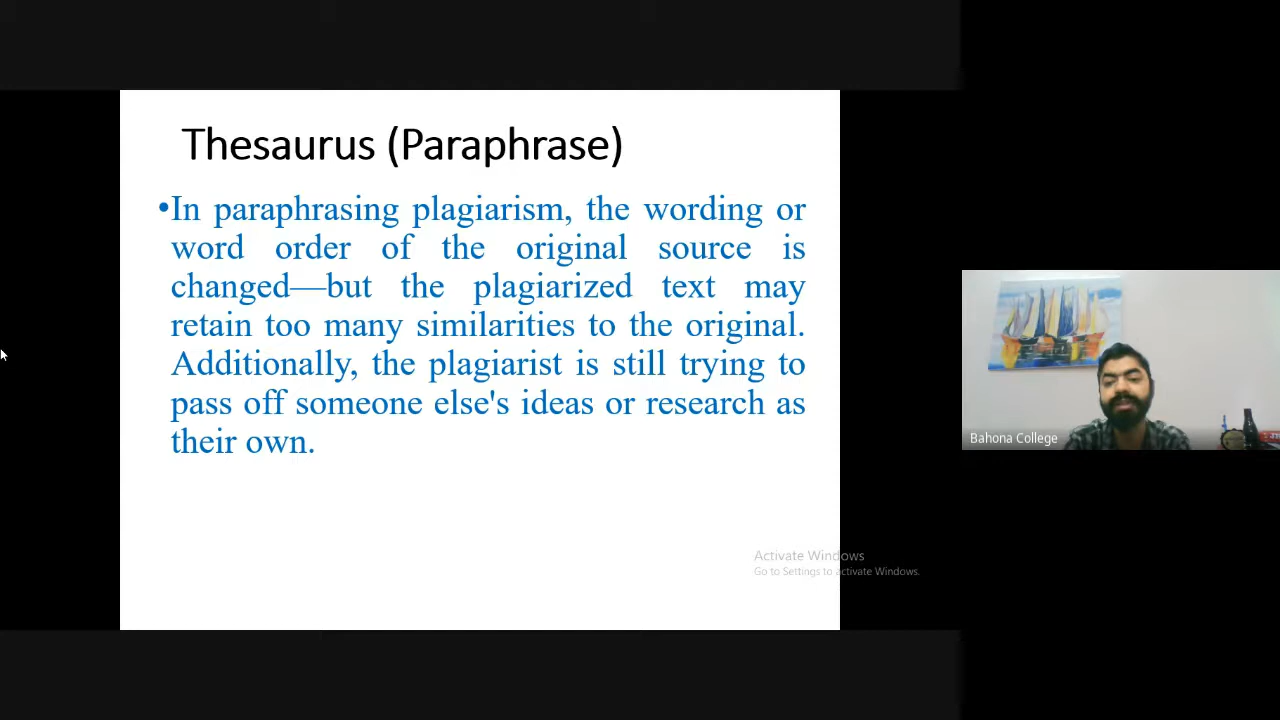 Thesaurus (Paraphrase)
•In paraphrasing plagiarism, the wording or
word order of the original source is
changed—but the plagiarized text may
retain too many similarities to the original.
Additionally, the plagiarist is still trying to
pass off someone else's ideas or research as
their own.
Bahona College
Activate Windows
Go to Settings to activate Windows.